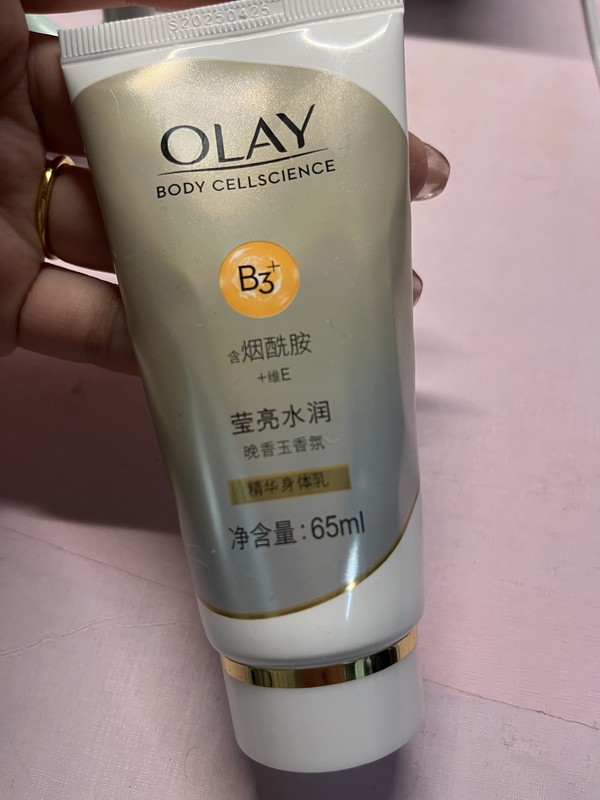 S20250426
OLAY
BODY CELLSCIENCE
B3+
含烟酰胺
+维E
莹亮水润
晚香玉香氛
精华身体乳
净含量:65ml